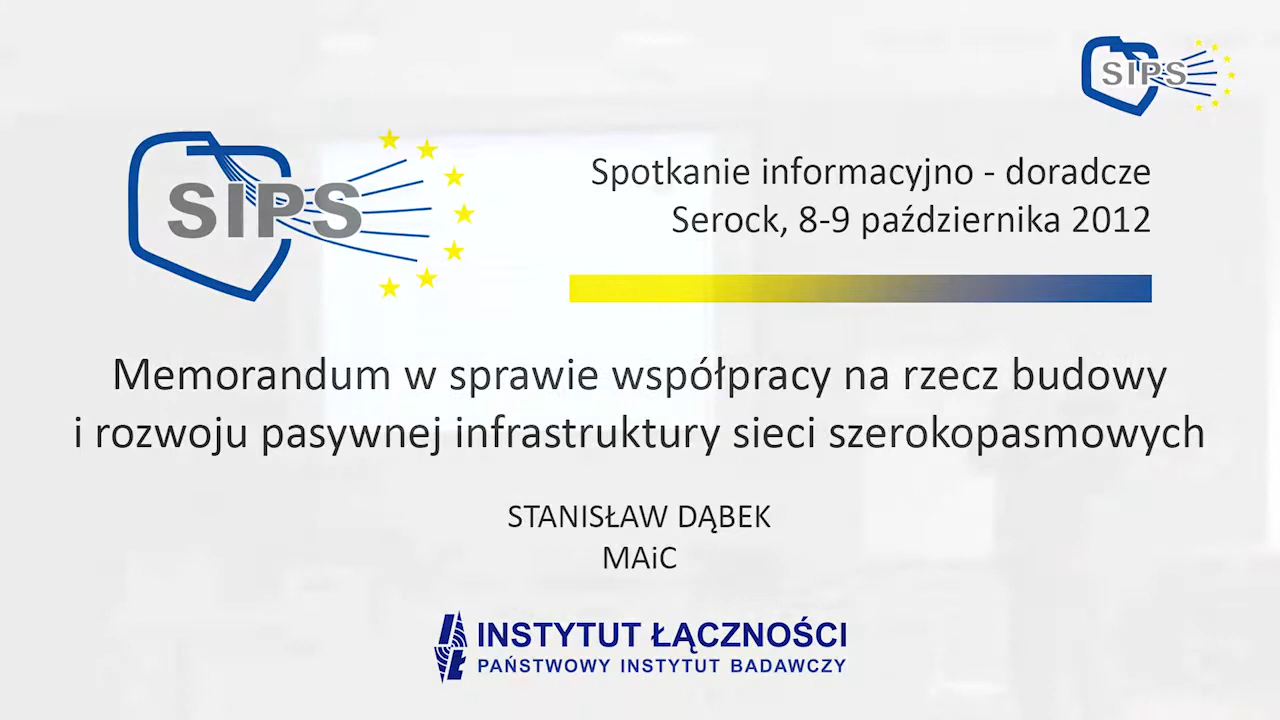 SIPS
SIPS
Spotkanie informacyjno - doradcze
Serock, 8-9 października 2012
Memorandum w sprawie współpracy na rzecz budowy
i rozwoju pasywnej infrastruktury sieci szerokopasmowych
STANISŁAW DĄBEK
MAiC
INSTYTUT ŁĄCZNOŚCI
PAŃSTWOWY INSTYTUT BADAWCZY